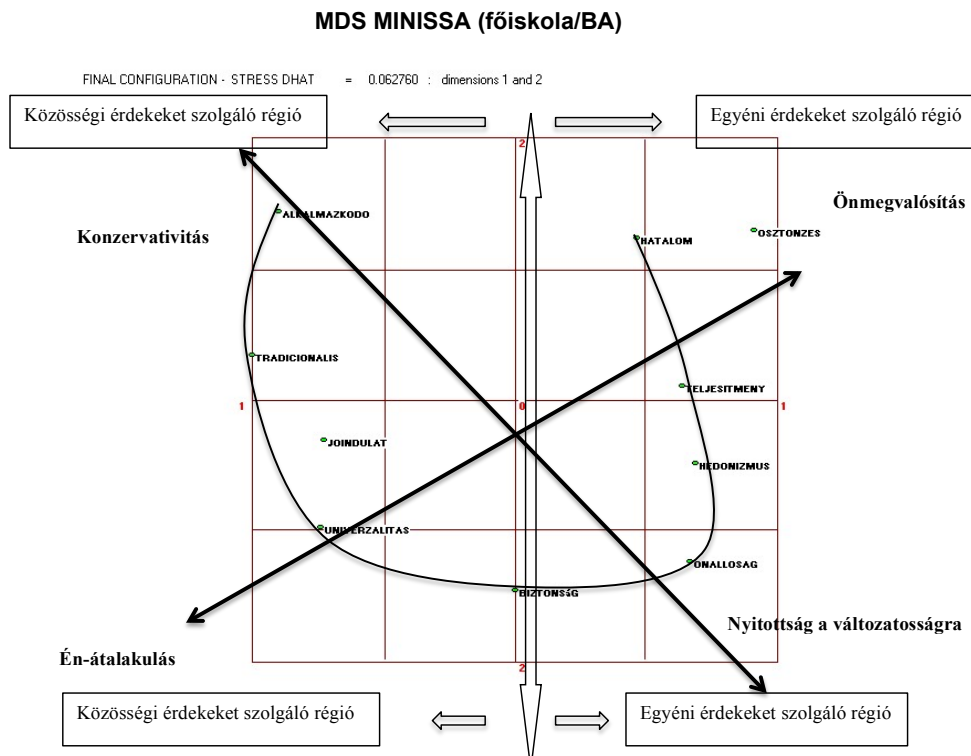 MDS MINISSA (főiskola/BA)
FINAL CONFIGURATION - STRESS DHAT = 0.062760 : dimensions 1 and 2
Közösségi érdekeket szolgáló régió
Egyéni érdekeket szolgáló régió
2
ALKALMAZKODO
Önmegvalósítás
Konzervativitás
HATALOM
OSZTONZES
TRADICIONALIS
TELJESITMENY
1
0
1
JOINDULAT
HEDONIZMUS
UNIVERZALITAS
ONALLOSAG
BIZTONSáG
Nyitottság a változatosságra
Én-átalakulás
2
Közösségi érdekeket szolgáló régió
Egyéni érdekeket szolgáló régió